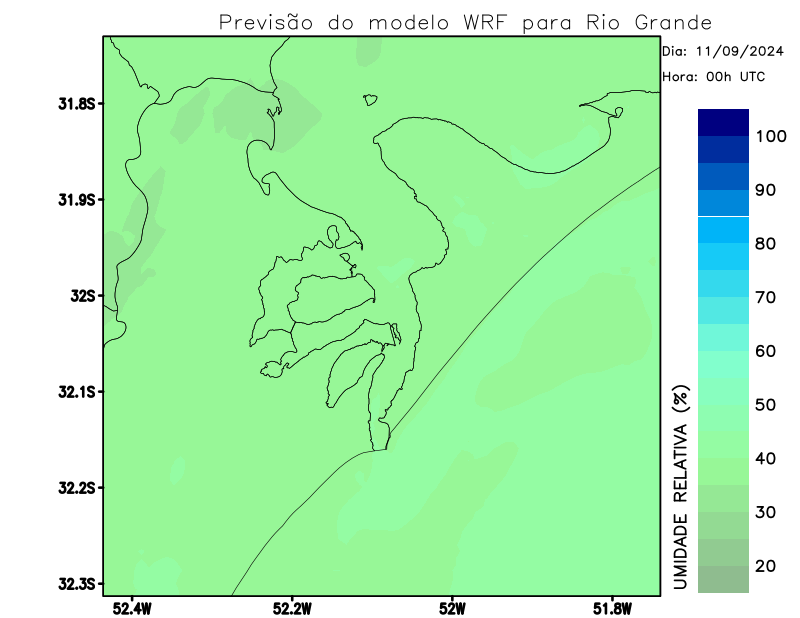 Previsão do modelo WRF para Rio Grande
Dia: 11/09/2024
Hora: 00h UTC
31.8S
31.9S
32S
32.1S
32.2S
32.3S
52.4W
52.2W
52W
51.8W
UMIDADE RELATIVA (%)
100
90
80
70
60
50
40
30
20